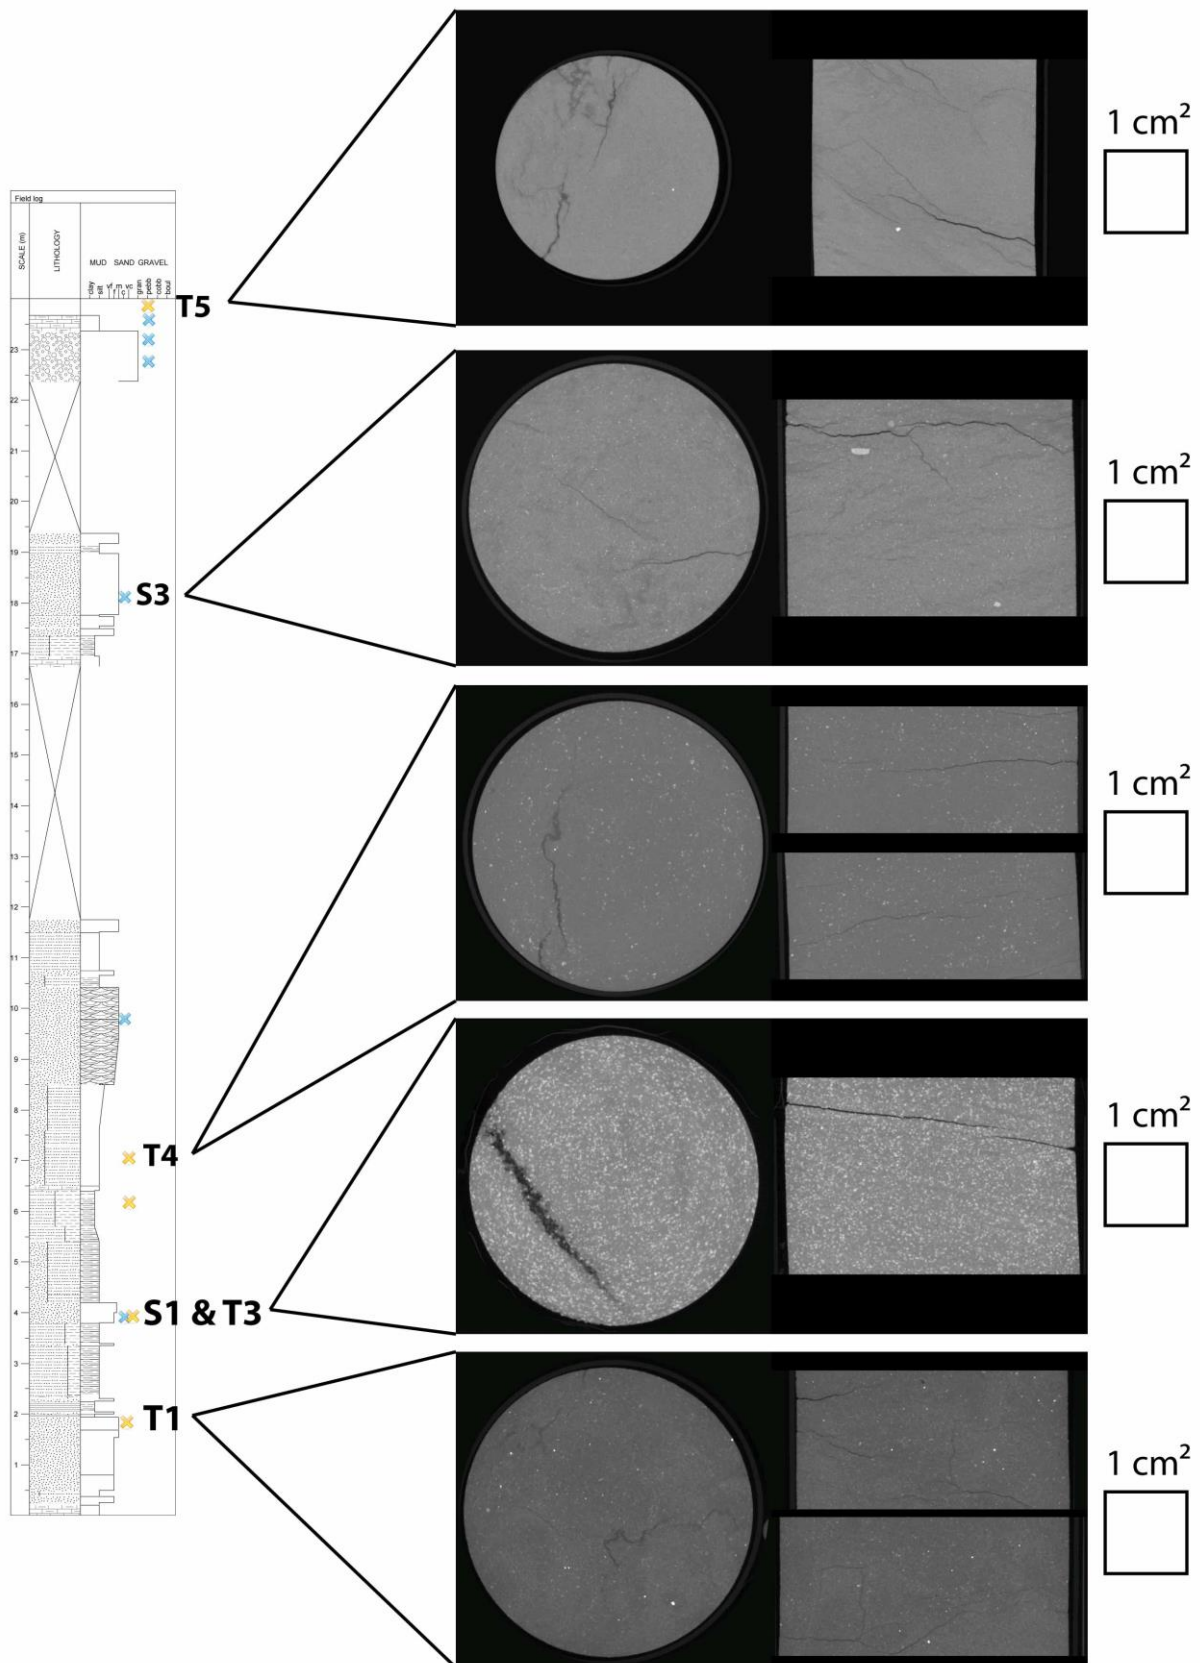 Field log
SCALE (m)
LITHOLOGY
MUD SAND GRAVEL
clay
silt
vf
f
m
c
vc
gran
pebb
cobb
boul
T5
1 cm²
23
22
21
20
19
S3
1 cm²
18
17
16
15
14
1 cm²
13
12
11
10
9
8
T4
7
6
5
1 cm²
S1 & T3
4
3
T1
2
1
1 cm²